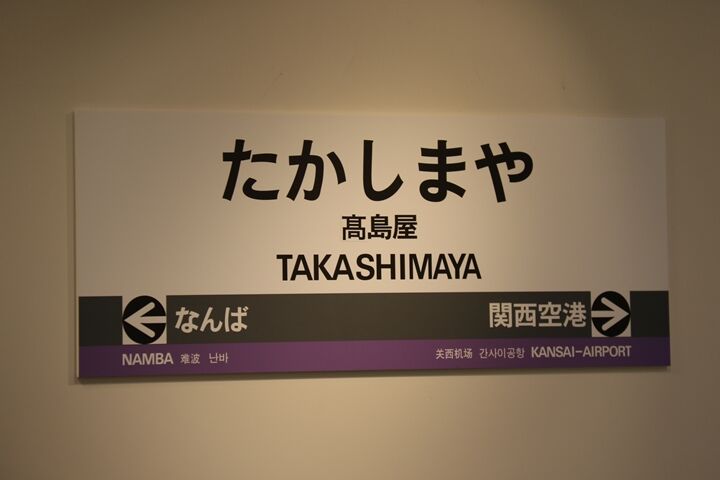 たかしまや
髙島屋
TAKASHIMAYA
なんば 関西空港
NAMBA 难波 난바 关西机场 간사이공항 KANSAI-AIRPORT